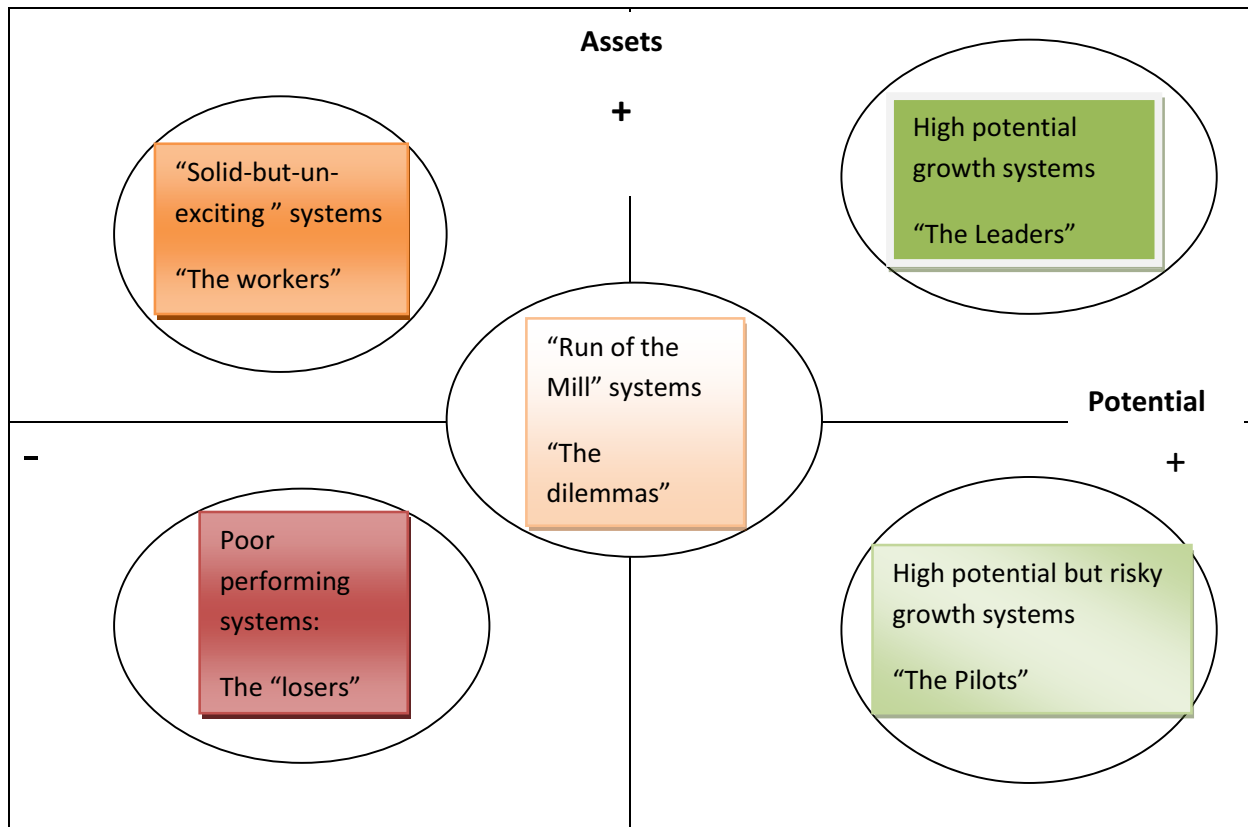 Assets
+
“Solid-but-un-
exciting ” systems
“The workers”
High potential
growth systems
“The Leaders”
“Run of the
Mill” systems
“The
dilemmas”
Potential
+
-
Poor
performing
systems:
The “losers”
High potential but risky
growth systems
“The Pilots”